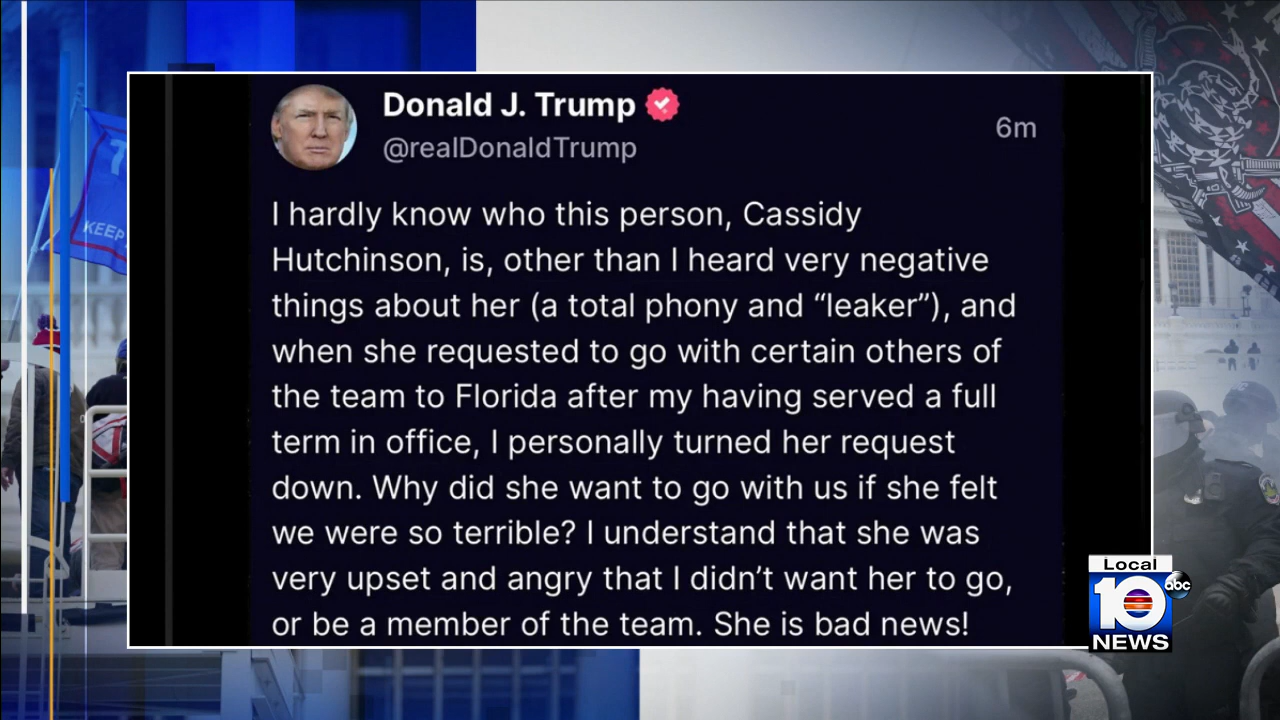 Donald J. Trump
@realDonaldTrump
6m
I hardly know who this person, Cassidy
Hutchinson, is, other than I heard very negative
things about her (a total phony and “leaker”), and
when she requested to go with certain others of
the team to Florida after my having served a full
term in office, I personally turned her request
down. Why did she want to go with us if she felt
we were so terrible? I understand that she was
very upset and angry that I didn’t want her to go,
or be a member of the team. She is bad news!
KEEP
Local
10
abc
NEWS